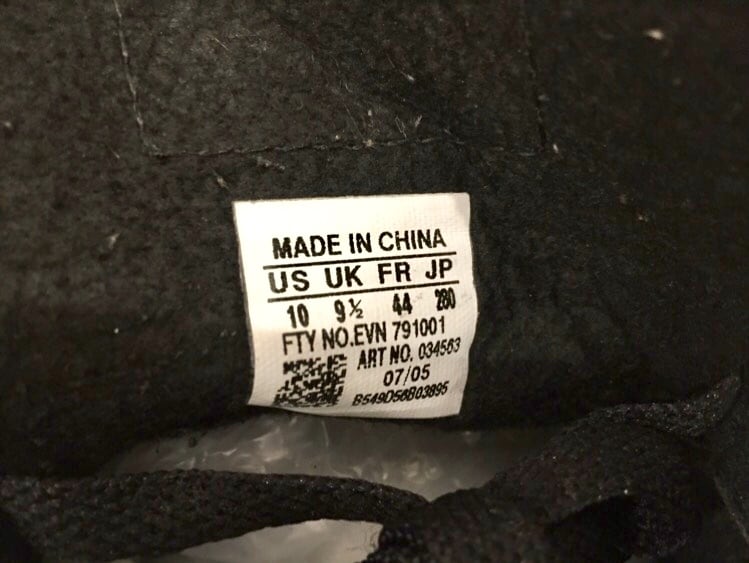 MADE IN CHINA
US UK FR JP
10 9½ 44 280
FTY NO.EVN 791001
ART NO. 034563
07/05
B549D56B03895